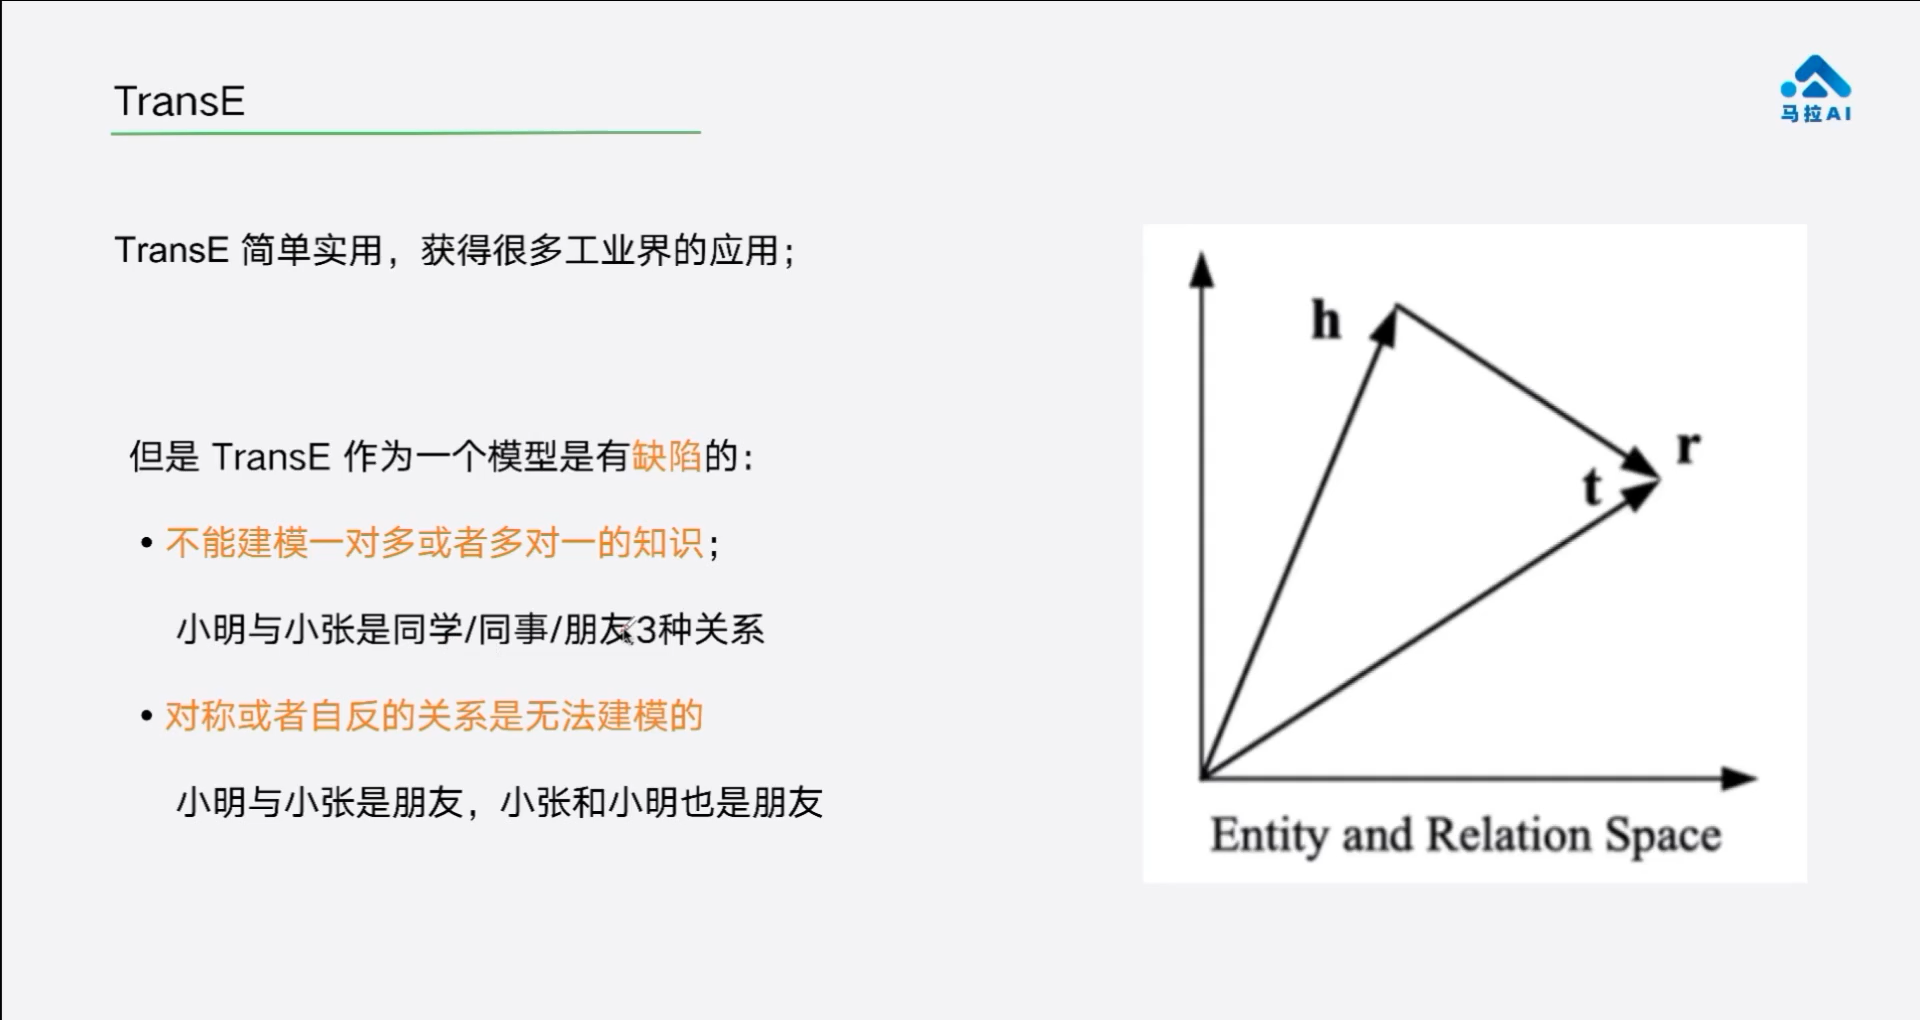 TransE
马拉AI
TransE 简单实用，获得很多工业界的应用；
但是 TransE 作为一个模型是有缺陷的：
• 不能建模一对多或者多对一的知识；
小明与小张是同学/同事/朋友3种关系
• 对称或者自反的关系是无法建模的
小明与小张是朋友，小张和小明也是朋友
h
r
t
Entity and Relation Space